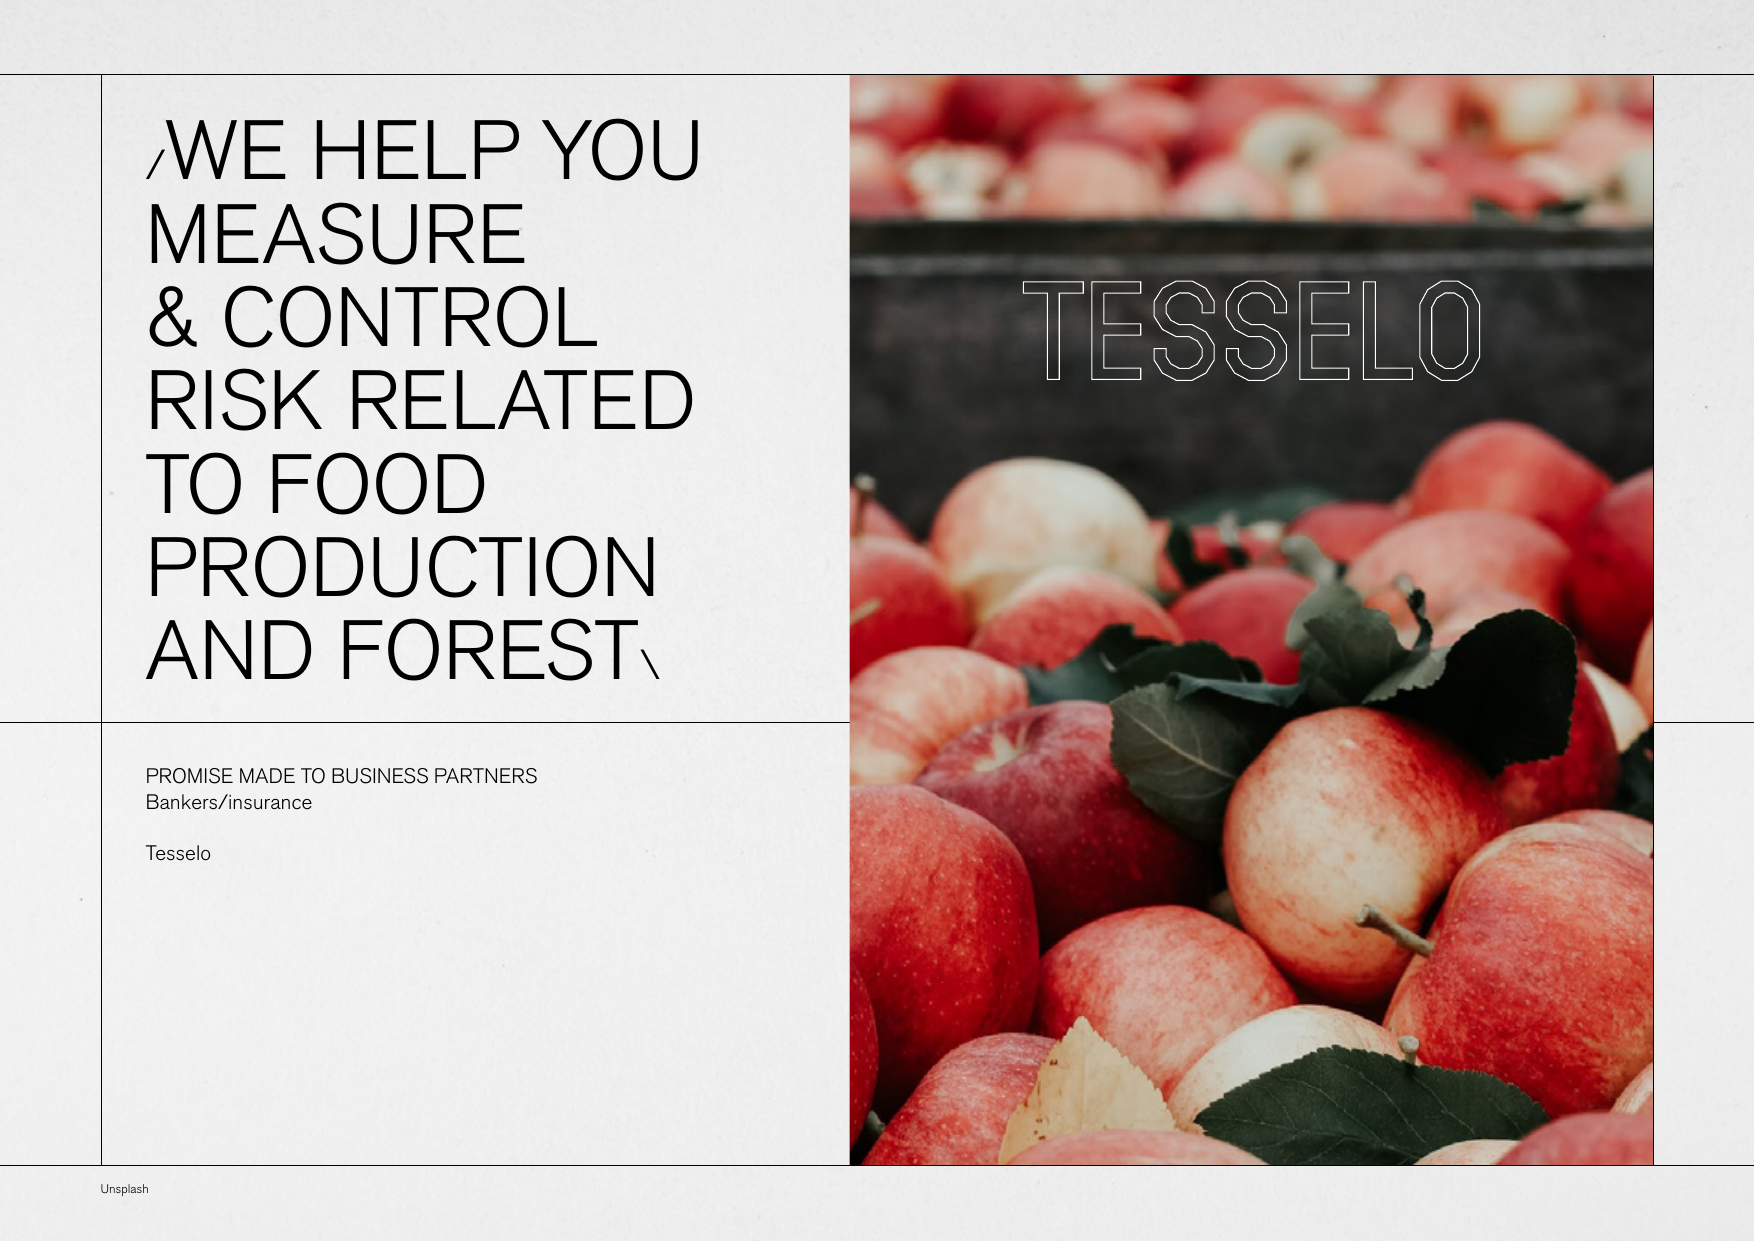 /WE HELP YOU
MEASURE
& CONTROL
RISK RELATED
TO FOOD
PRODUCTION
AND FOREST\
TESSELO
PROMISE MADE TO BUSINESS PARTNERS
Bankers/insurance
Tesselo
Unsplash